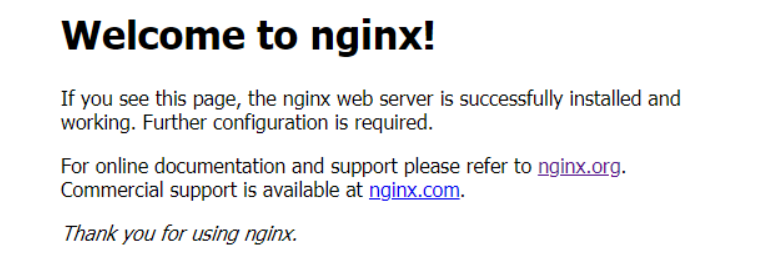 Welcome to nginx!
If you see this page, the nginx web server is successfully installed and
working. Further configuration is required.
For online documentation and support please refer to nginx.org.
Commercial support is available at nginx.com.
Thank you for using nginx.